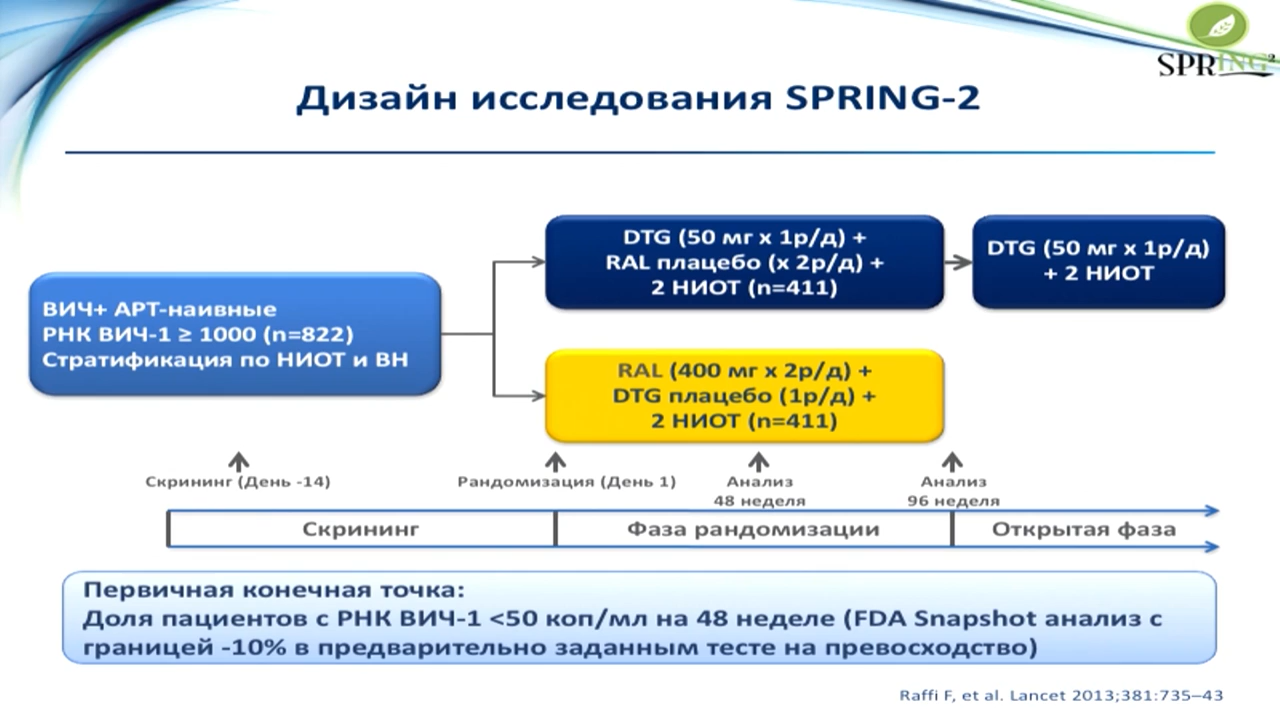 SPRING²
Дизайн исследования SPRING-2
ВИЧ+ АРТ-наивные
РНК ВИЧ-1 ≥ 1000 (n=822)
Стратификация по НИОТ и ВН
DTG (50 мг х 1р/д) +
RAL плацебо (х 2р/д) +
2 НИОТ (n=411)
DTG (50 мг х 1р/д)
+ 2 НИОТ
RAL (400 мг х 2р/д) +
DTG плацебо (1р/д) +
2 НИОТ (n=411)
Скрининг (День -14)
Рандомизация (День 1)
Анализ
48 неделя
Анализ
96 неделя
Скрининг
Фаза рандомизации
Открытая фаза
Первичная конечная точка:
Доля пациентов с РНК ВИЧ-1 <50 коп/мл на 48 неделе (FDA Snapshot анализ с
границей -10% в предварительно заданным тесте на превосходство)
Raffi F, et al. Lancet 2013;381:735–43